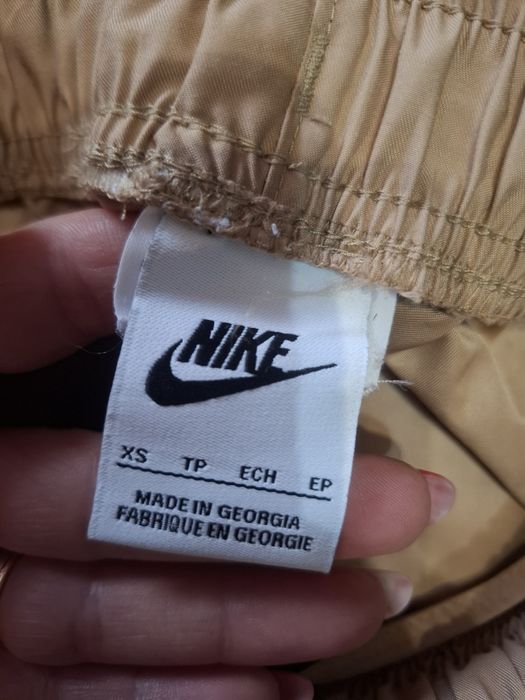 NIKE
XS TP ECH EP
MADE IN GEORGIA
FABRIQUE EN GEORGIE